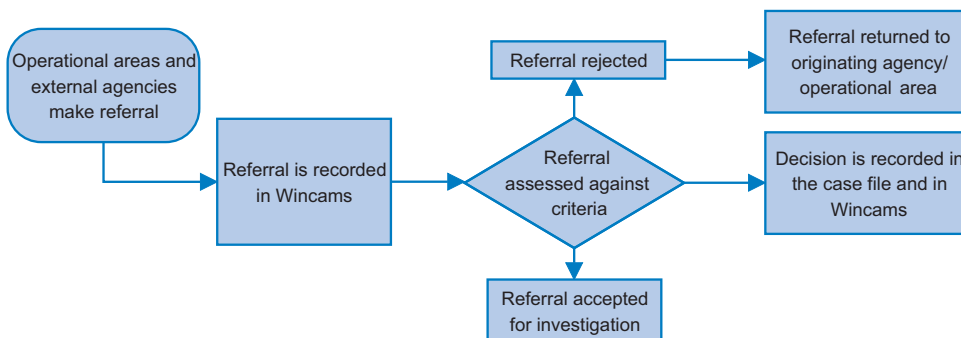 Operational areas and
external agencies
make referral
Referral is recorded
in Wincams
Referral rejected
Referral returned to
originating agency/
operational area
Referral
assessed against
criteria
Decision is recorded in
the case file and in
Wincams
Referral accepted
for investigation